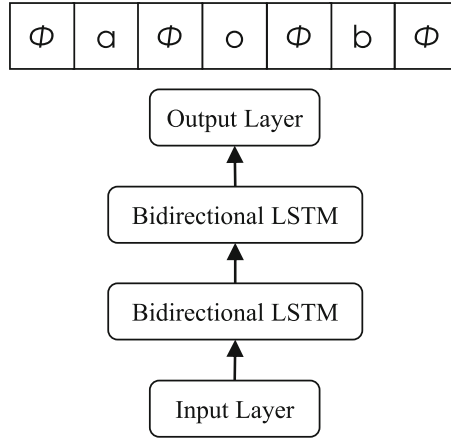 Φ a Φ o Φ b Φ
Output Layer
Bidirectional LSTM
Bidirectional LSTM
Input Layer